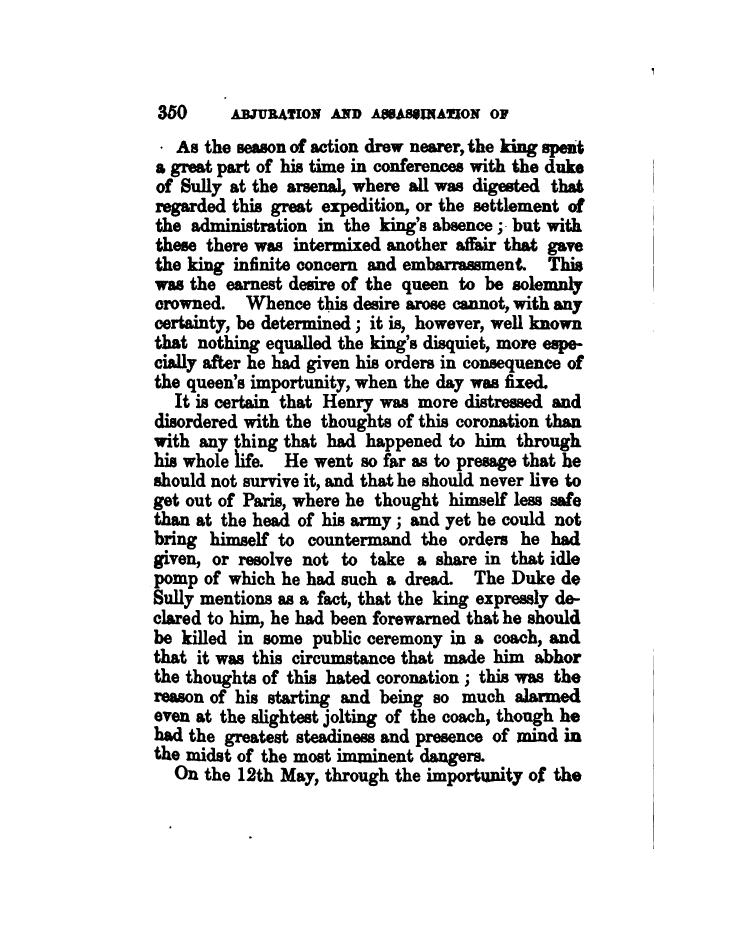 350 ABJURATION AND ASSASSINATION OF
As the season of action drew nearer, the king spent
a great part of his time in conferences with the duke
of Sully at the arsenal, where all was digested that
regarded this great expedition, or the settlement of
the administration in the king's absence; but with
these there was intermixed another affair that gave
the king infinite concern and embarrassment. This
was the earnest desire of the queen to be solemnly
crowned. Whence this desire arose cannot, with any
certainty, be determined; it is, however, well known
that nothing equalled the king's disquiet, more espe-
cially after he had given his orders in consequence of
the queen's importunity, when the day was fixed.
It is certain that Henry was more distressed and
disordered with the thoughts of this coronation than
with any thing that had happened to him through
his whole life. He went so far as to presage that he
should not survive it, and that he should never live to
get out of Paris, where he thought himself less safe
than at the head of his army; and yet he could not
bring himself to countermand the orders he had
given, or resolve not to take a share in that idle
pomp of which he had such a dread. The Duke de
Sully mentions as a fact, that the king expressly de-
clared to him, he had been forewarned that he should
be killed in some public ceremony in a coach, and
that it was this circumstance that made him abhor
the thoughts of this hated coronation; this was the
reason of his starting and being so much alarmed
even at the slightest jolting of the coach, though he
had the greatest steadiness and presence of mind in
the midst of the most imminent dangers.
On the 12th May, through the importunity of the